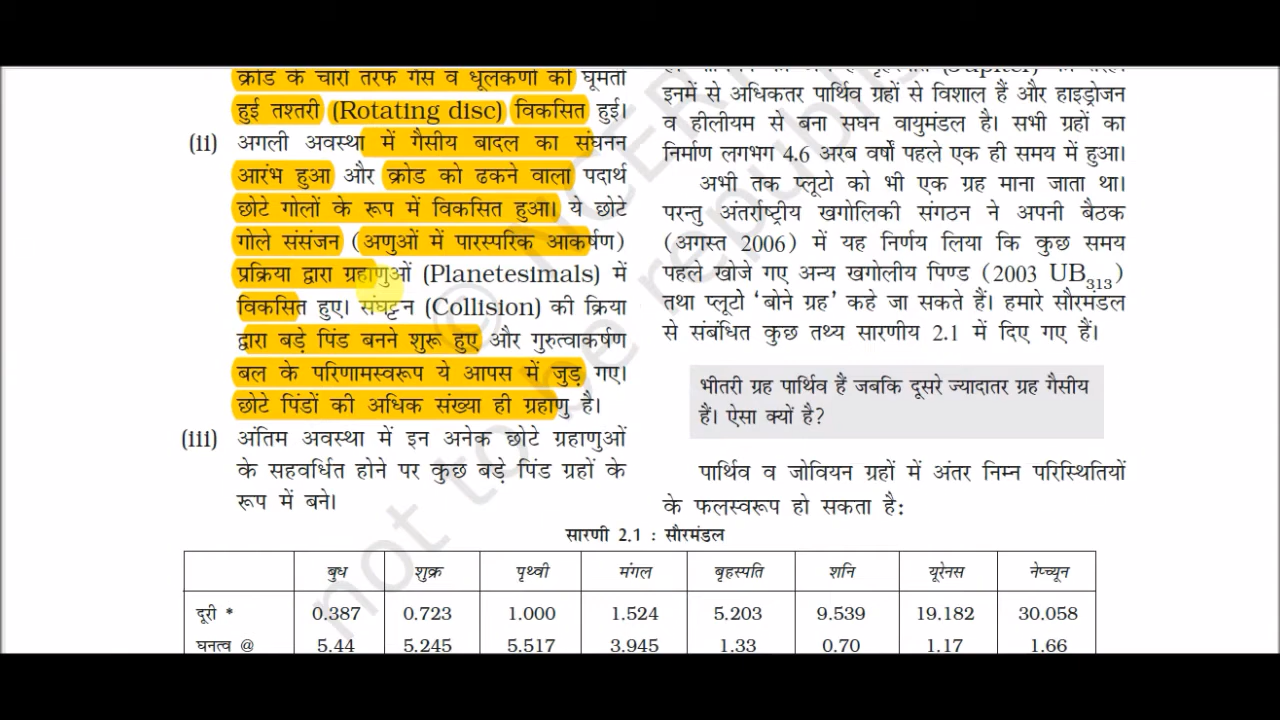 क्रोड के चारों तरफ गैस व धूलकणों की घूमती
हुई तश्तरी (Rotating disc) विकसित हुई।
(ii) अगली अवस्था में गैसीय बादल का संघनन
आरंभ हुआ और क्रोड को ढकने वाला पदार्थ
छोटे गोलों के रूप में विकसित हुआ। ये छोटे
गोले संसंजन (अणुओं में पारस्परिक आकर्षण)
प्रक्रिया द्वारा ग्रहाणुओं (Planetesimals) में
विकसित हुए। संघट्टन (Collision) की क्रिया
द्वारा बड़े पिंड बनने शुरू हुए और गुरुत्वाकर्षण
बल के परिणामस्वरूप ये आपस में जुड़ गए।
छोटे पिंडों की अधिक संख्या ही ग्रहाणु है।
(iii) अंतिम अवस्था में इन अनेक छोटे ग्रहाणुओं
के सहवर्धित होने पर कुछ बड़े पिंड ग्रहों के
रूप में बने।
इनमें से अधिकतर पार्थिव ग्रहों से विशाल हैं और हाइड्रोजन
व हीलीयम से बना सघन वायुमंडल है। सभी ग्रहों का
निर्माण लगभग 4.6 अरब वर्षों पहले एक ही समय में हुआ।
अभी तक प्लूटो को भी एक ग्रह माना जाता था।
परन्तु अंतर्राष्ट्रीय खगोलिकी संगठन ने अपनी बैठक
(अगस्त 2006) में यह निर्णय लिया कि कुछ समय
पहले खोजे गए अन्य खगोलीय पिण्ड (2003 UB313)
तथा प्लूटो ‘बोने ग्रह’ कहे जा सकते हैं। हमारे सौरमंडल
से संबंधित कुछ तथ्य सारणीय 2.1 में दिए गए हैं।
भीतरी ग्रह पार्थिव हैं जबकि दूसरे ज्यादातर ग्रह गैसीय
हैं। ऐसा क्यों है?
पार्थिव व जोवियन ग्रहों में अंतर निम्न परिस्थितियों
के फलस्वरूप हो सकता है:
सारणी 2.1 : सौरमंडल
बुध शुक्र पृथ्वी मंगल बृहस्पति शनि यूरेनस नेप्च्यून
दूरी * 0.387 0.723 1.000 1.524 5.203 9.539 19.182 30.058
घनत्व @ 5.44 5.245 5.517 3.945 1.33 0.70 1.17 1.66
© NCERT
not to be republis